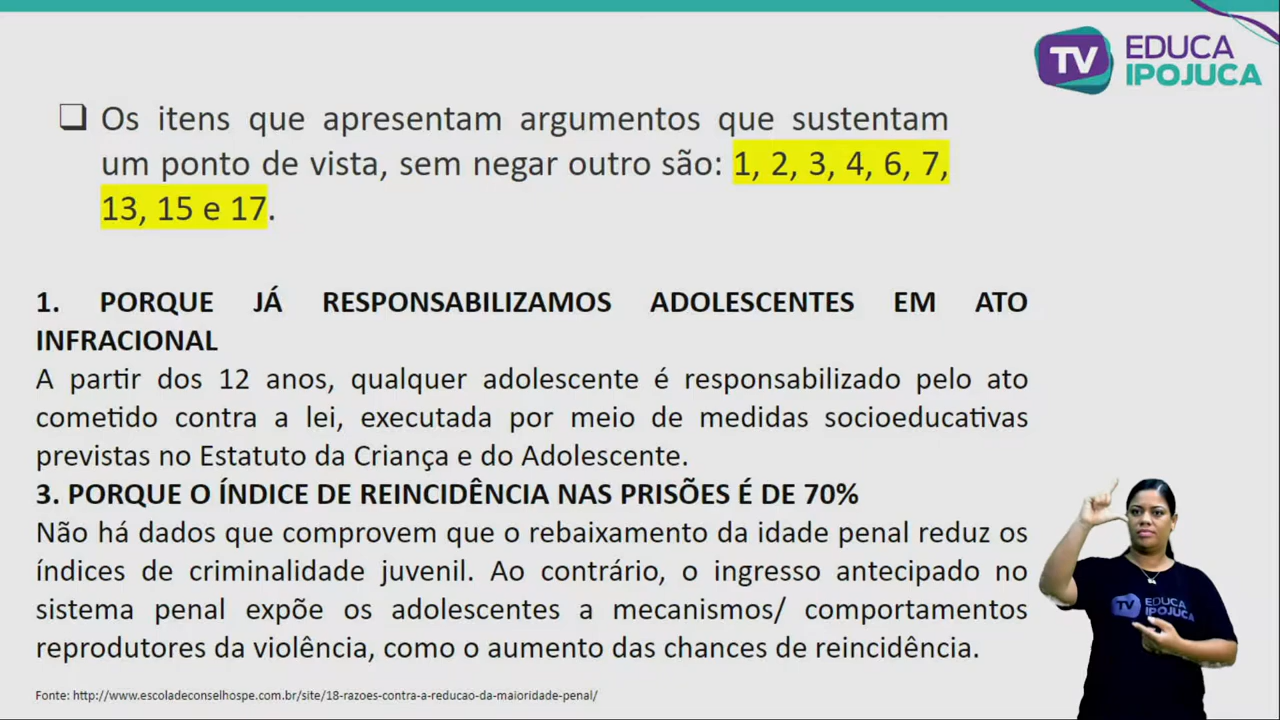 TV EDUCA
IPOJUCA
Os itens que apresentam argumentos que sustentam
um ponto de vista, sem negar outro são: 1, 2, 3, 4, 6, 7,
13, 15 e 17.
1. PORQUE JÁ RESPONSABILIZAMOS ADOLESCENTES EM ATO
INFRACIONAL
A partir dos 12 anos, qualquer adolescente é responsabilizado pelo ato
cometido contra a lei, executada por meio de medidas socioeducativas
previstas no Estatuto da Criança e do Adolescente.
3. PORQUE O ÍNDICE DE REINCIDÊNCIA NAS PRISÕES É DE 70%
Não há dados que comprovem que o rebaixamento da idade penal reduz os
índices de criminalidade juvenil. Ao contrário, o ingresso antecipado no
sistema penal expõe os adolescentes a mecanismos/ comportamentos
reprodutores da violência, como o aumento das chances de reincidência.
TV EDUCA
IPOJUCA
Fonte: http://www.escoladeconselhospe.com.br/site/18-razoes-contra-a-reducao-da-maioridade-penal/